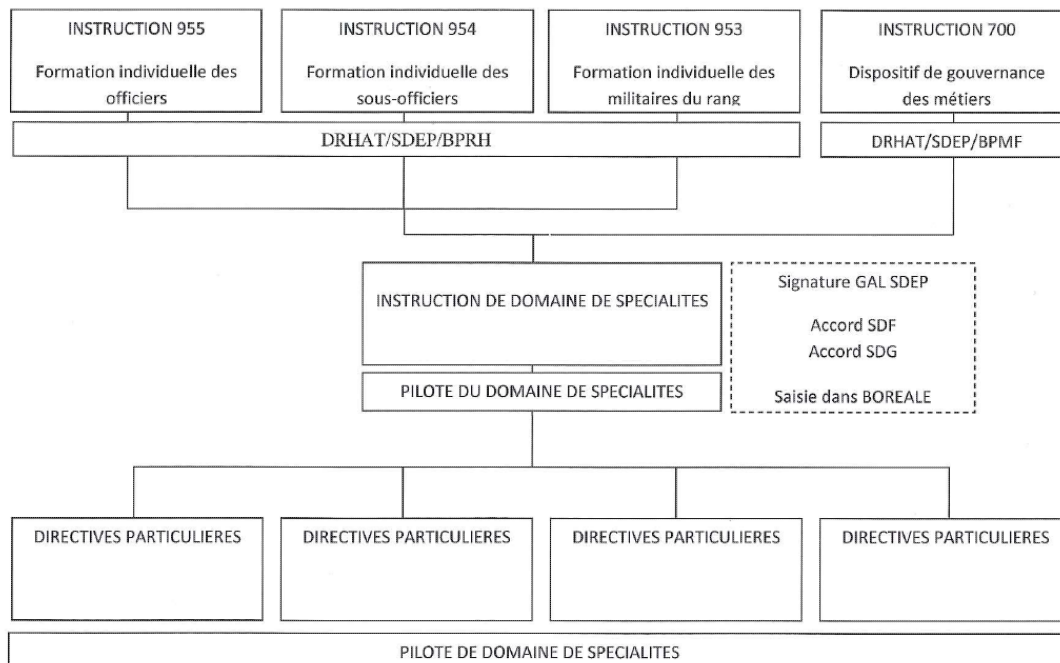 INSTRUCTION 955
Formation individuelle des
officiers
INSTRUCTION 954
Formation individuelle des
sous-officiers
INSTRUCTION 953
Formation individuelle des
militaires du rang
INSTRUCTION 700
Dispositif de gouvernance
des métiers
DRHAT/SDEP/BPRH
DRHAT/SDEP/BPMF
INSTRUCTION DE DOMAINE DE SPECIALITES
PILOTE DU DOMAINE DE SPECIALITES
Signature GAL SDEP
Accord SDF
Accord SDG
Saisie dans BOREALE
DIRECTIVES PARTICULIERES
DIRECTIVES PARTICULIERES
DIRECTIVES PARTICULIERES
DIRECTIVES PARTICULIERES
PILOTE DE DOMAINE DE SPECIALITES